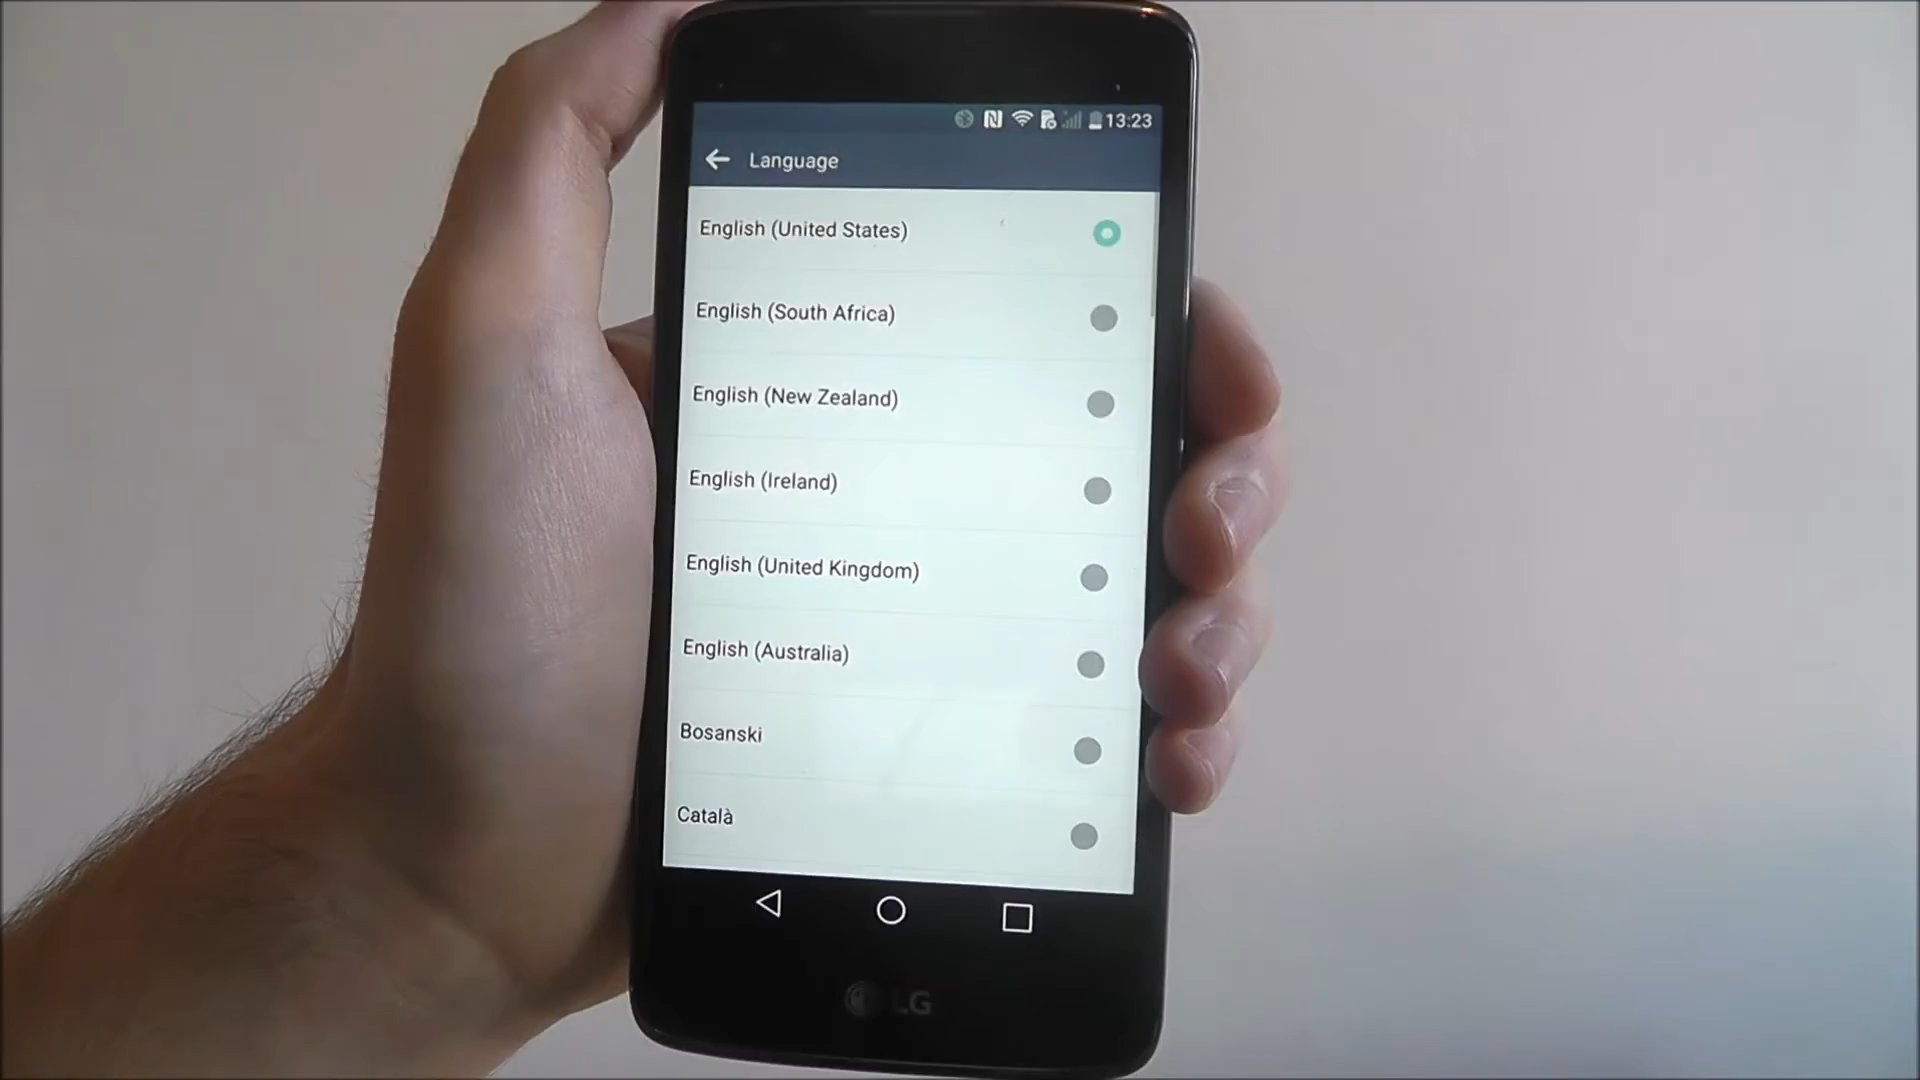 13:23
Language
English (United States)
English (South Africa)
English (New Zealand)
English (Ireland)
English (United Kingdom)
English (Australia)
Bosanski
Català
LG